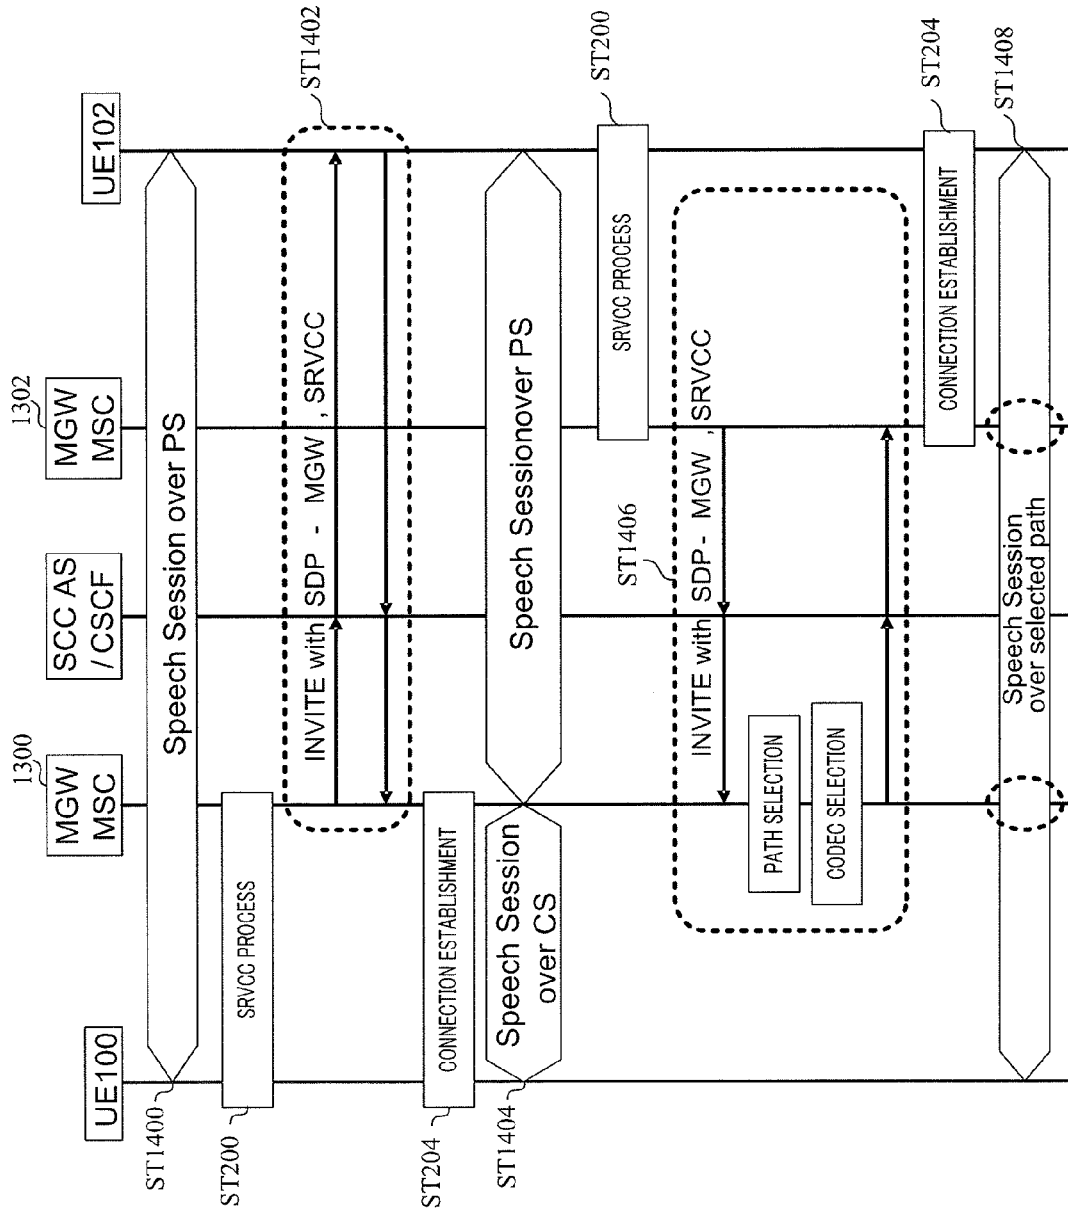 UE100
1300
MGW
MSC
SCC AS
/ CSCF
1302
MGW
MSC
UE102
ST1400
Speech Session over PS
ST200
SRVCC PROCESS
INVITE with SDP - MGW , SRVCC
ST1402
ST204
CONNECTION ESTABLISHMENT
ST1404
Speech Session
over CS
Speech Sessionover PS
SRVCC PROCESS
ST200
ST1406
INVITE with SDP - MGW , SRVCC
PATH SELECTION
CODEC SELECTION
CONNECTION ESTABLISHMENT
ST204
Speech Session
over selected path
ST1408